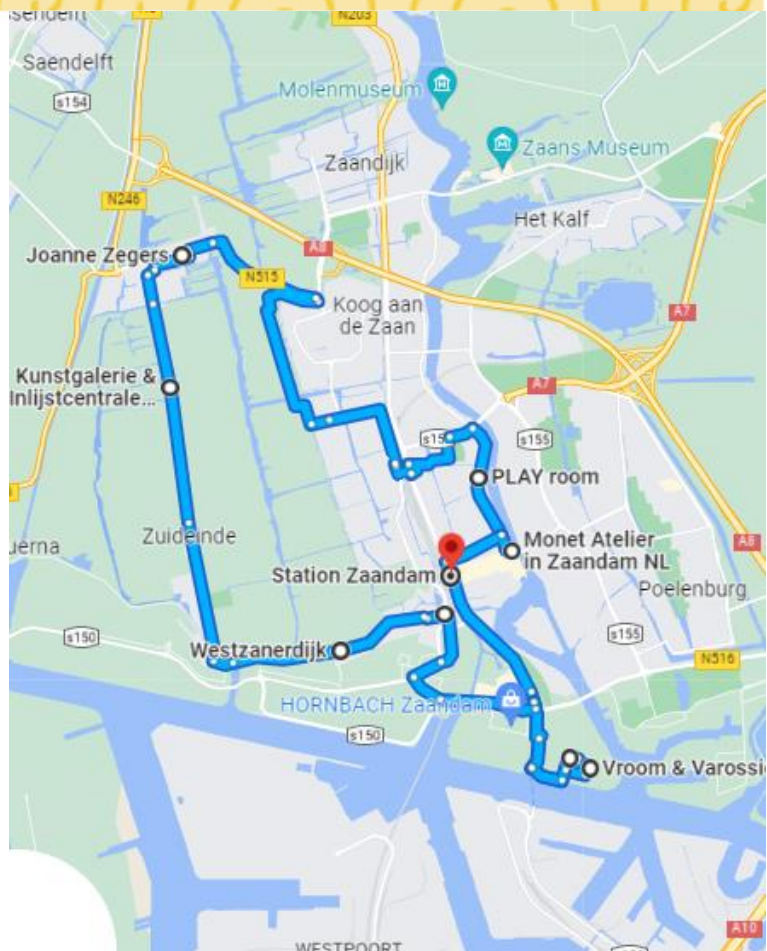 N203
Saendelft
s154
Molenmuseum
Zaans Museum
Zaandijk
N246
Het Kalf
A8
Joanne Zegers
N515
Koog aan
de Zaan
A7
Kunstgalerie &
Inlijstcentrale...
A7
s155
PLAY room
Zuideinde
Monet Atelier
in Zaandam NL
A8
Station Zaandam
Poelenburg
s150
Westzanerdijk
s155
N516
HORNBACH Zaandam
s150
Vroom & Varossie
A10
WESTPOORT